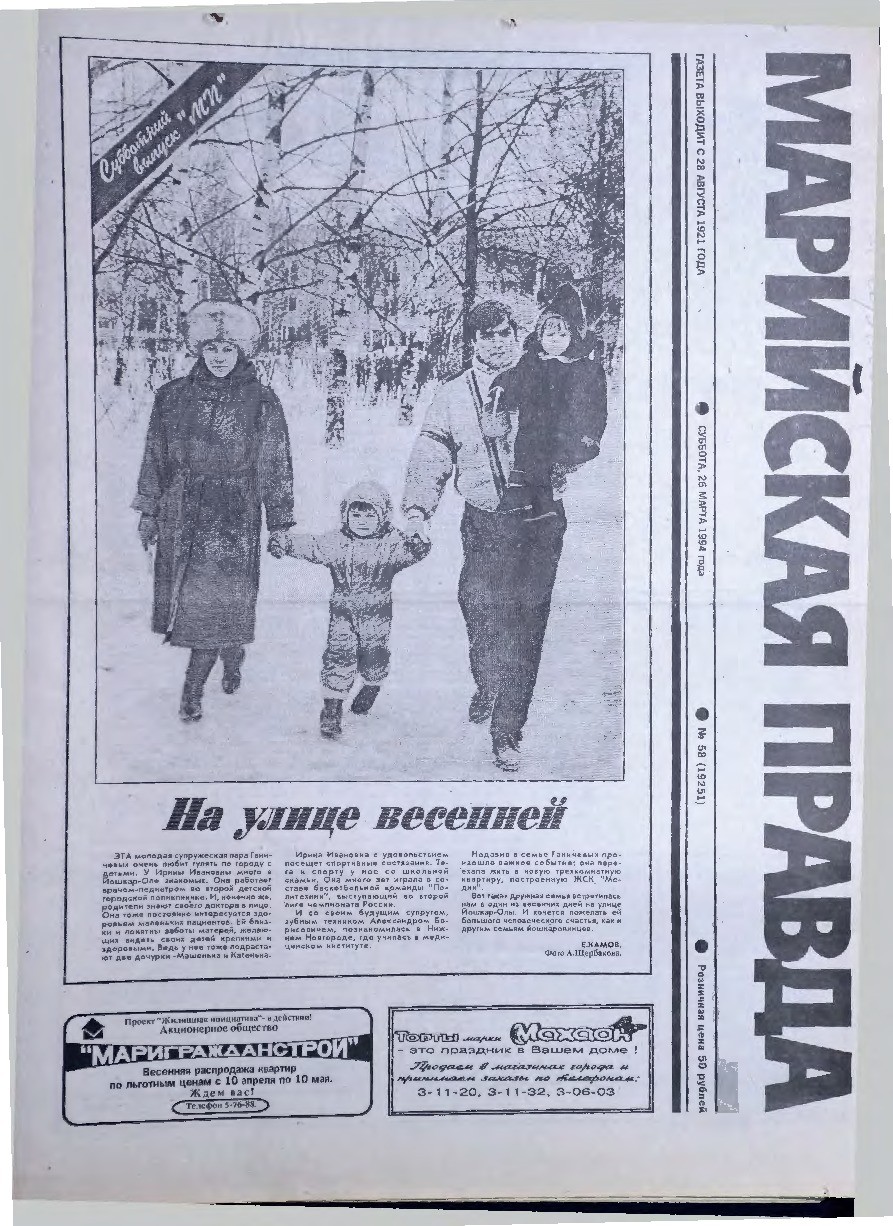 МАРИЙСКАЯ ПРАВДА
ГАЗЕТА ВЫХОДИТ С 28 АВГУСТА 1921 ГОДА
● СУББОТА, 26 МАРТА 1994 года
● № 58 (19251)
● Розничная цена 50 рублей
Субботний
выпуск "МП"
На улице весенней
ЭТА молодая супружеская пара Ганичевых очень любит гулять по городу с
детьми. У Ирины Ивановны много в
Йошкар-Оле знакомых. Она работает
врачом-педиатром во второй детской
городской поликлинике. И, конечно же,
родители знают своего доктора в лицо.
Она тоже постоянно интересуется здоровьем маленьких пациентов. Ей близки и понятны заботы матерей, желающих видеть своих детей крепкими и
здоровыми. Ведь у нее тоже подрастают две дочурки - Машенька и Катенька.
Ирина Ивановна с удовольствием
посещает спортивные состязания. Тяга к спорту у нее со школьной
скамьи. Она много лет играла в составе баскетбольной команды "Политехник", выступающей во второй
лиге чемпионата России.
И со своим будущим супругом,
зубным техником Александром Борисовичем, познакомилась в Нижнем Новгороде, где училась в медицинском институте.
Недавно в семье Ганичевых произошло важное событие: она переехала жить в новую трехкомнатную
квартиру, построенную ЖСК "Медик".
Вот такая дружная семья встретилась
нам в один из весенних дней на улице
Йошкар-Олы. И хочется пожелать ей
большого человеческого счастья, как и
другим семьям йошкаролинцев.
Е.КАМОВ.
Фото А.Щербакова.
Проект "Жилищная инициатива"- в действии!
Акционерное общество
"МАРИГРАЖДАНСТРОЙ"
Весенняя распродажа квартир
по льготным ценам с 10 апреля по 10 мая.
Ждем вас!
Телефон 5-76-88.
Торты марки Махаон
- это праздник в Вашем доме !
Продаем в магазинах города и
принимаем заказы по телефонам:
3-11-20, 3-11-32, 3-06-03